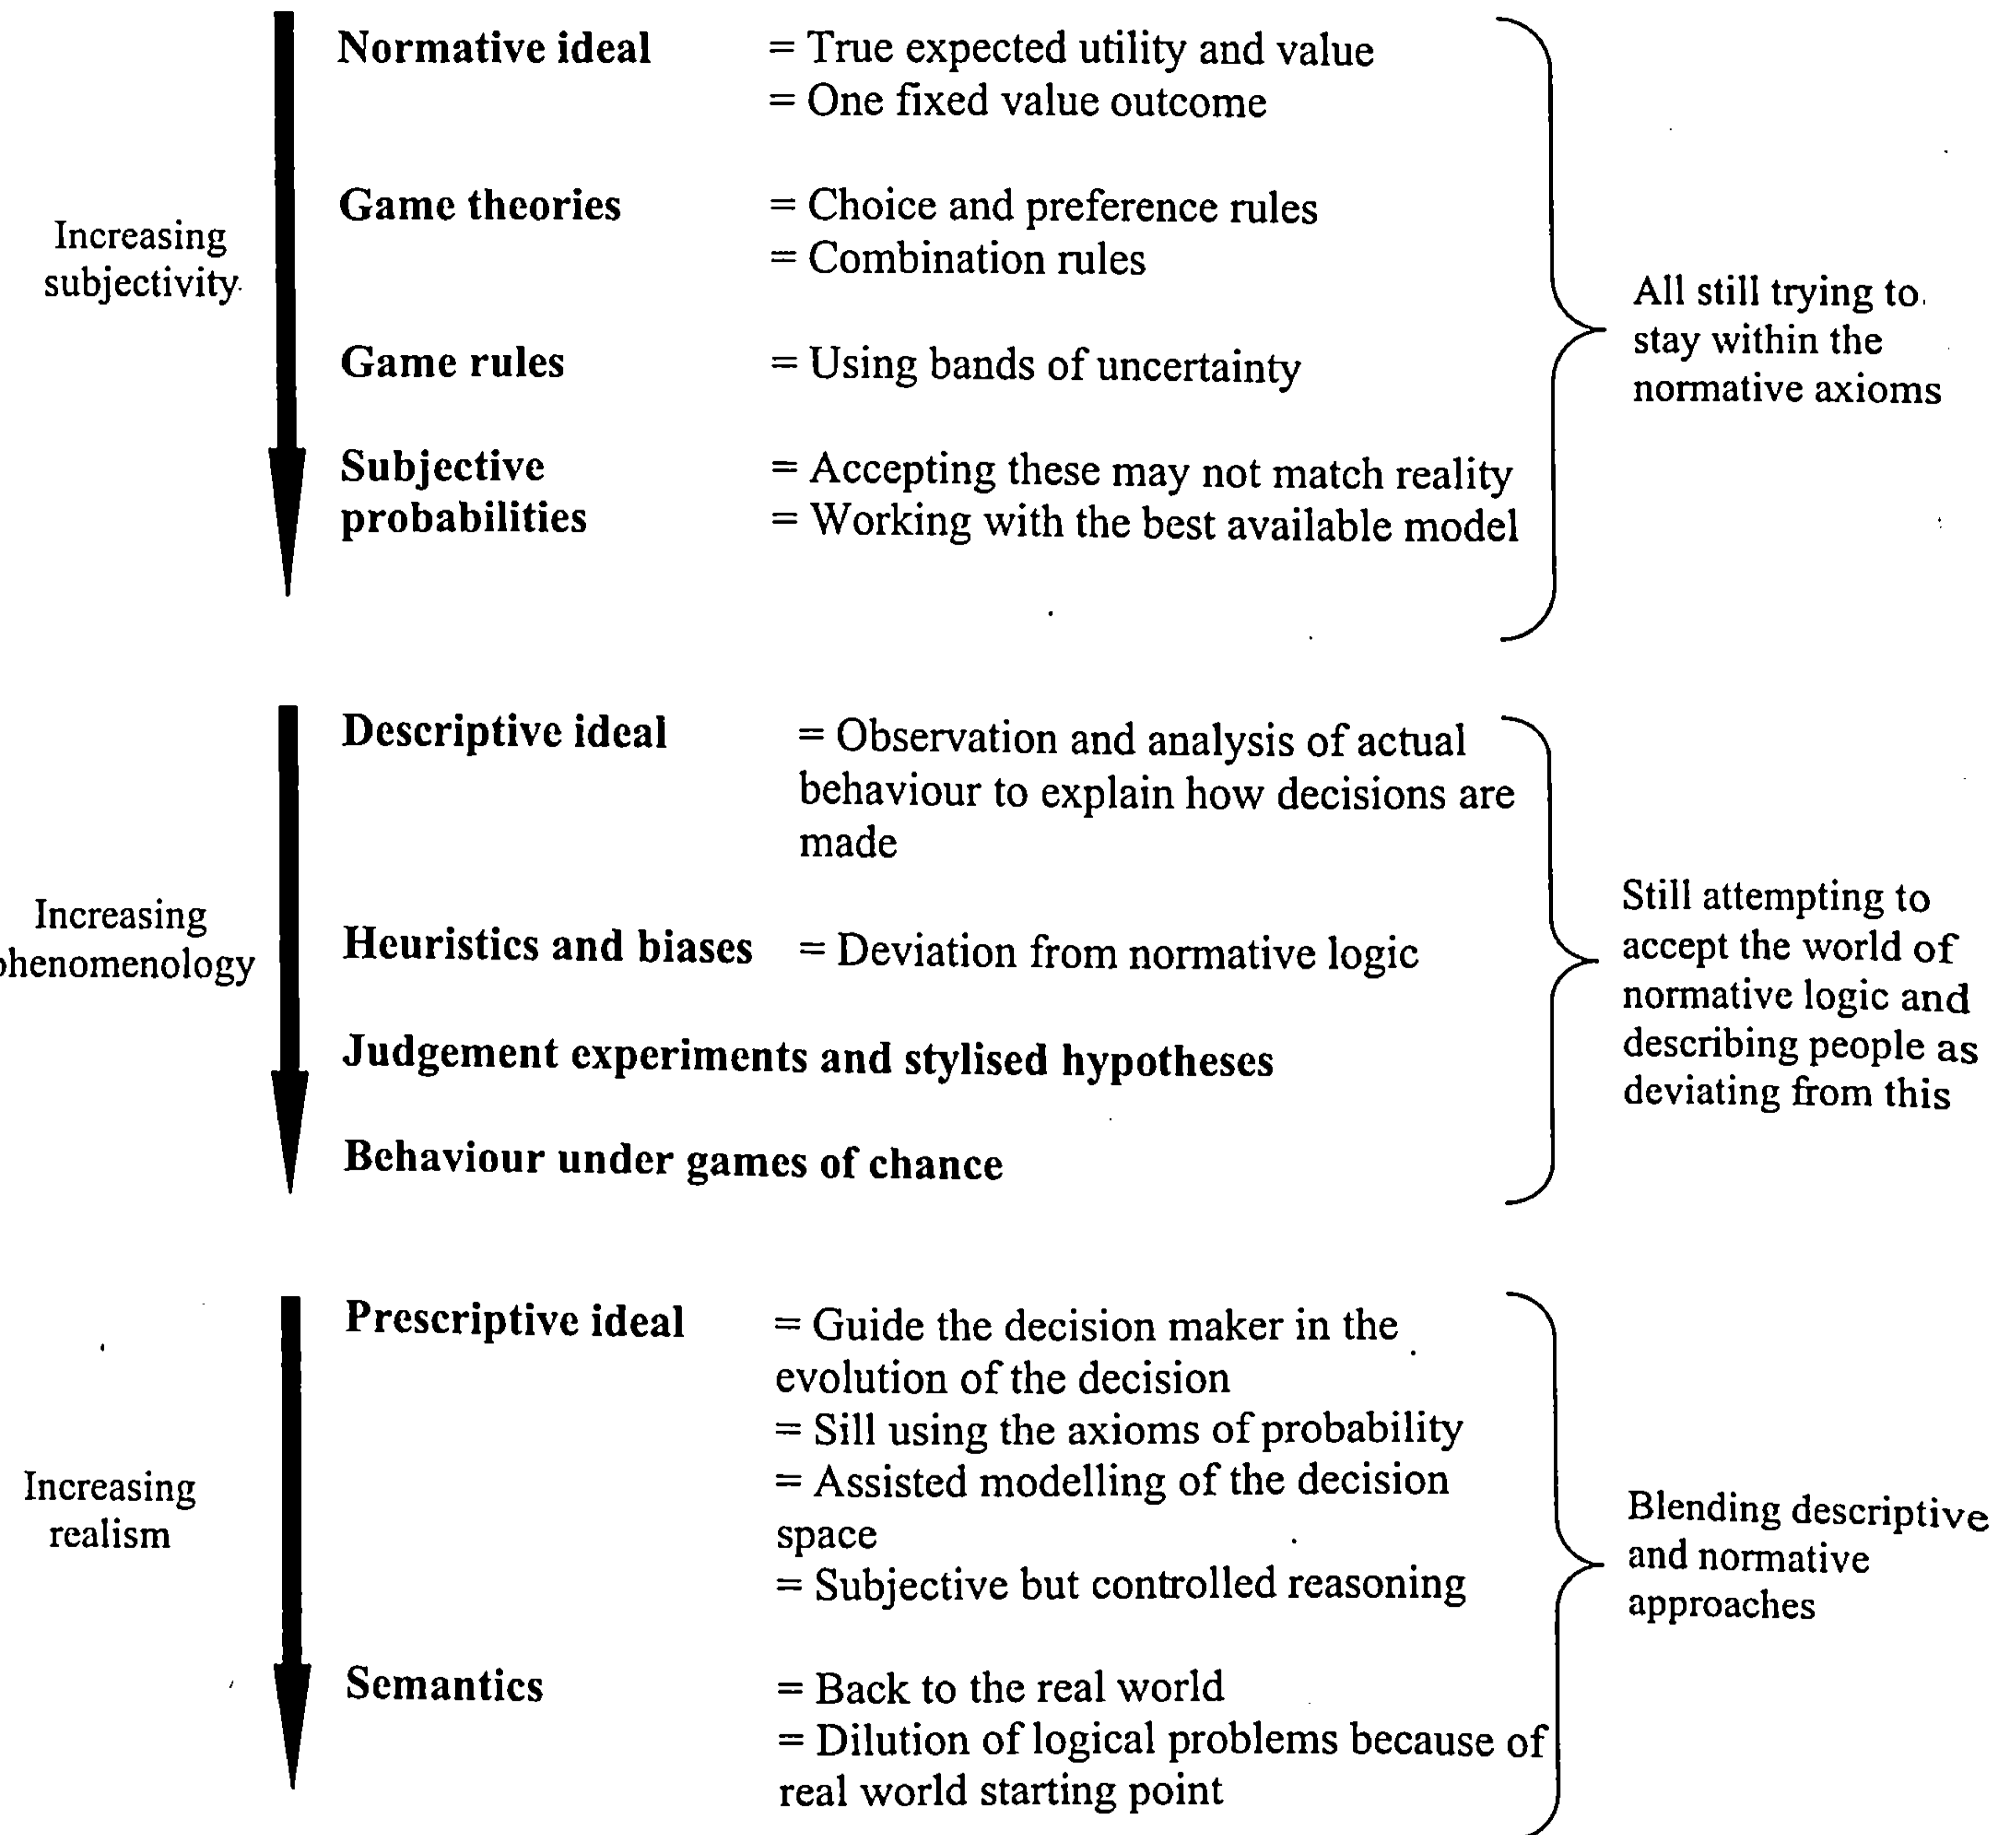 Normative ideal = True expected utility and value
= One fixed value outcome
Increasing
subjectivity
Game theories = Choice and preference rules
= Combination rules
Game rules = Using bands of uncertainty
Subjective
probabilities
= Accepting these may not match reality
= Working with the best available model
All still trying to
stay within the
normative axioms
Descriptive ideal = Observation and analysis of actual
behaviour to explain how decisions are
made
Increasing
phenomenology
Heuristics and biases = Deviation from normative logic
Judgement experiments and stylised hypotheses
Behaviour under games of chance
Still attempting to
accept the world of
normative logic and
describing people as
deviating from this
Prescriptive ideal = Guide the decision maker in the
evolution of the decision
= Sill using the axioms of probability
= Assisted modelling of the decision
space
= Subjective but controlled reasoning
Increasing
realism
Semantics = Back to the real world
= Dilution of logical problems because of
real world starting point
Blending descriptive
and normative
approaches